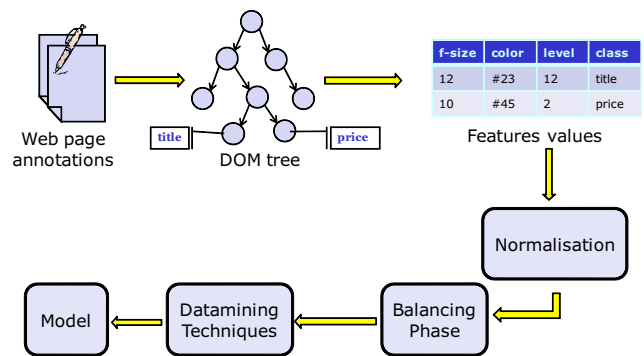 f-size color level class
12 #23 12 title
10 #45 2 price
Web page
annotations
title
price
DOM tree
Features values
Normalisation
Model
Datamining
Techniques
Balancing
Phase